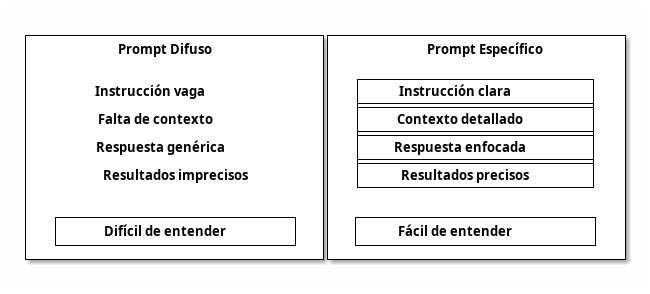 Prompt Difuso
Instrucción vaga
Falta de contexto
Respuesta genérica
Resultados imprecisos
Difícil de entender
Prompt Específico
Instrucción clara
Contexto detallado
Respuesta enfocada
Resultados precisos
Fácil de entender